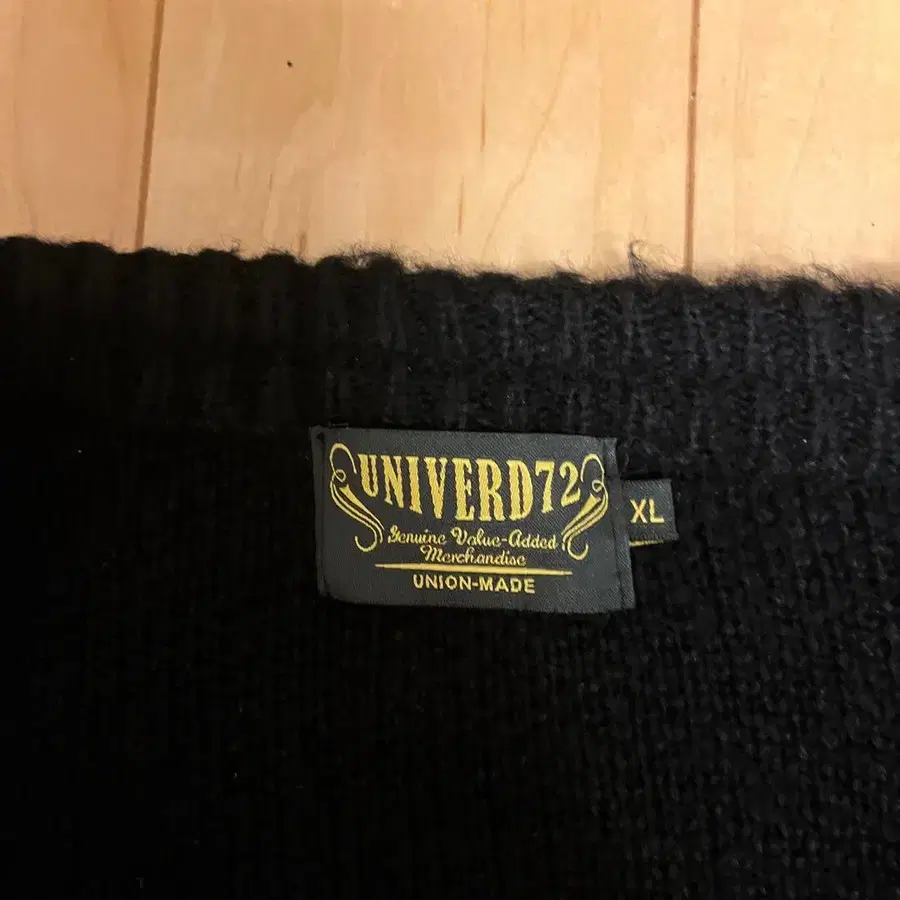 UNIVERD72
Genuine Value-Added
Merchandise
UNION-MADE
XL